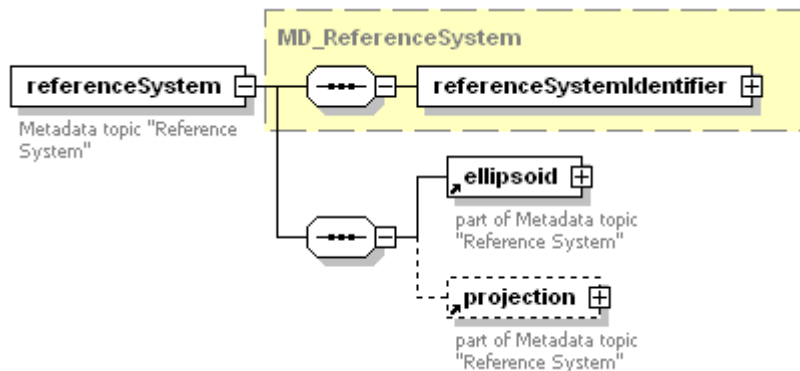 MD_ReferenceSystem
referenceSystem
referenceSystemIdentifier
Metadata topic "Reference
System"
ellipsoid
part of Metadata topic
"Reference System"
projection
part of Metadata topic
"Reference System"